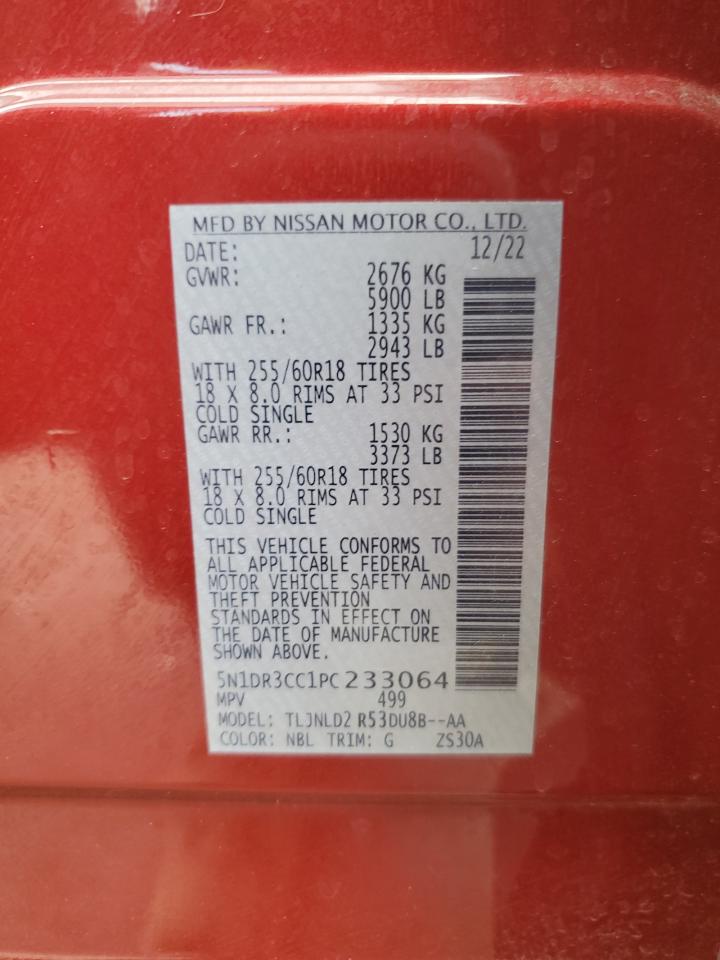 MFD BY NISSAN MOTOR CO., LTD.
DATE: 12/22
GVWR: 2676 KG
5900 LB
GAWR FR.: 1335 KG
2943 LB
WITH 255/60R18 TIRES
18 X 8.0 RIMS AT 33 PSI
COLD SINGLE
GAWR RR.: 1530 KG
3373 LB
WITH 255/60R18 TIRES
18 X 8.0 RIMS AT 33 PSI
COLD SINGLE
THIS VEHICLE CONFORMS TO
ALL APPLICABLE FEDERAL
MOTOR VEHICLE SAFETY AND
THEFT PREVENTION
STANDARDS IN EFFECT ON
THE DATE OF MANUFACTURE
SHOWN ABOVE.
5N1DR3CC1PC233064
MPV 499
MODEL: TLJNLD2 R53DU8B--AA
COLOR: NBL TRIM: G ZS30A